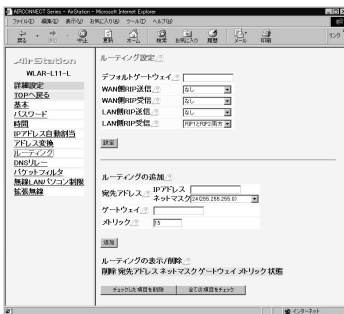 AIRCONNECT Series - AirStation - Microsoft Internet Explorer
ファイル(F) 編集(E) 表示(V) お気に入り(A) ツール(T) ヘルプ(H)
戻る 進む 中止 更新 ホーム 検索 お気に入り 履歴 メール 印刷 リンク
AirStation
WLAR-L11-L
詳細設定
TOPへ戻る
基本
パスワード
時間
IPアドレス自動割当
アドレス変換
ルーティング
DNSリレー
パケットフィルタ
無線LANパソコン制限
拡張無線
ルーティング設定
デフォルトゲートウェイ
WAN側RIP送信 なし
WAN側RIP受信 なし
LAN側RIP送信 なし
LAN側RIP受信 RIP1とRIP2両方
設定
ルーティングの追加
宛先アドレス IPアドレス
ネットマスク 24(255.255.255.0)
ゲートウェイ
メトリック 15
追加
ルーティングの表示/削除
削除 宛先アドレス ネットマスク ゲートウェイ メトリック 状態
チェックした項目を削除 全ての項目をチェック
インターネット